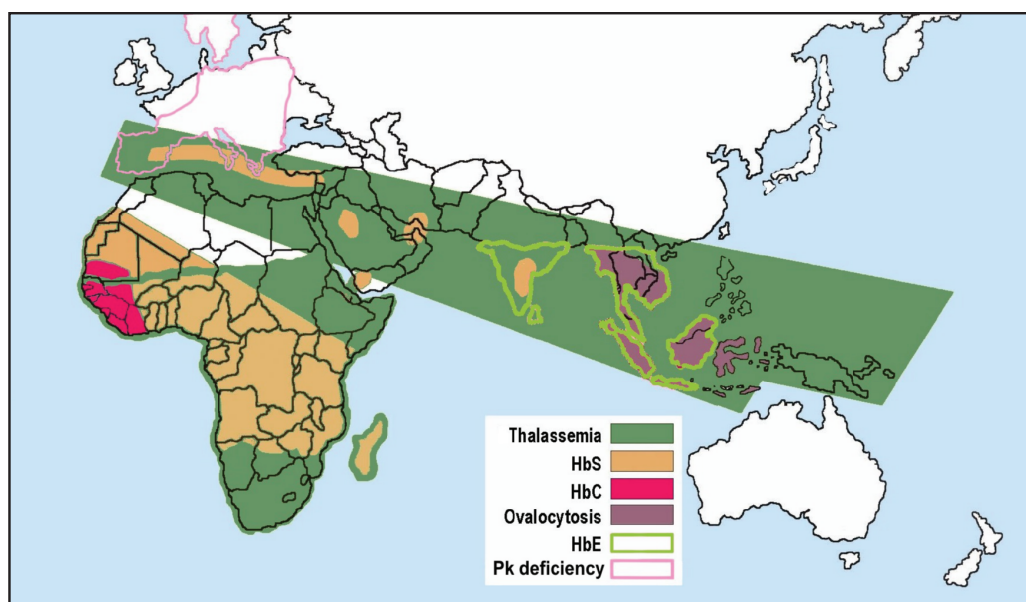 Thalassemia
HbS
HbC
Ovalocytosis
HbE
Pk deficiency